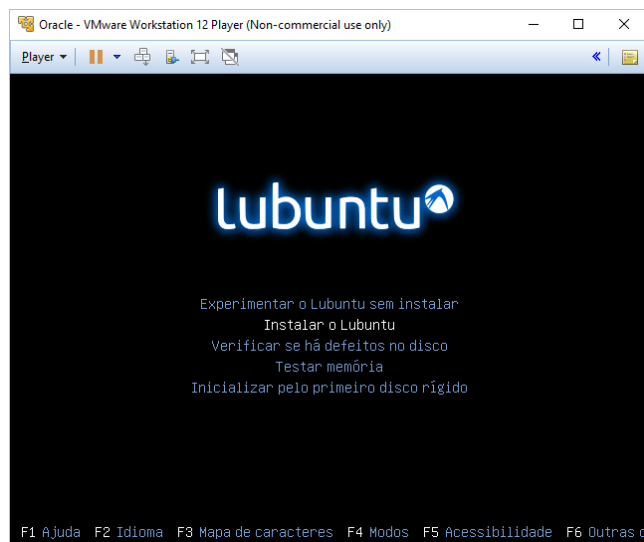 Oracle - VMware Workstation 12 Player (Non-commercial use only)
Player
lubuntu
Experimentar o Lubuntu sem instalar
Instalar o Lubuntu
Verificar se há defeitos no disco
Testar memória
Inicializar pelo primeiro disco rígido
F1 Ajuda F2 Idioma F3 Mapa de caracteres F4 Modos F5 Acessibilidade F6 Outras